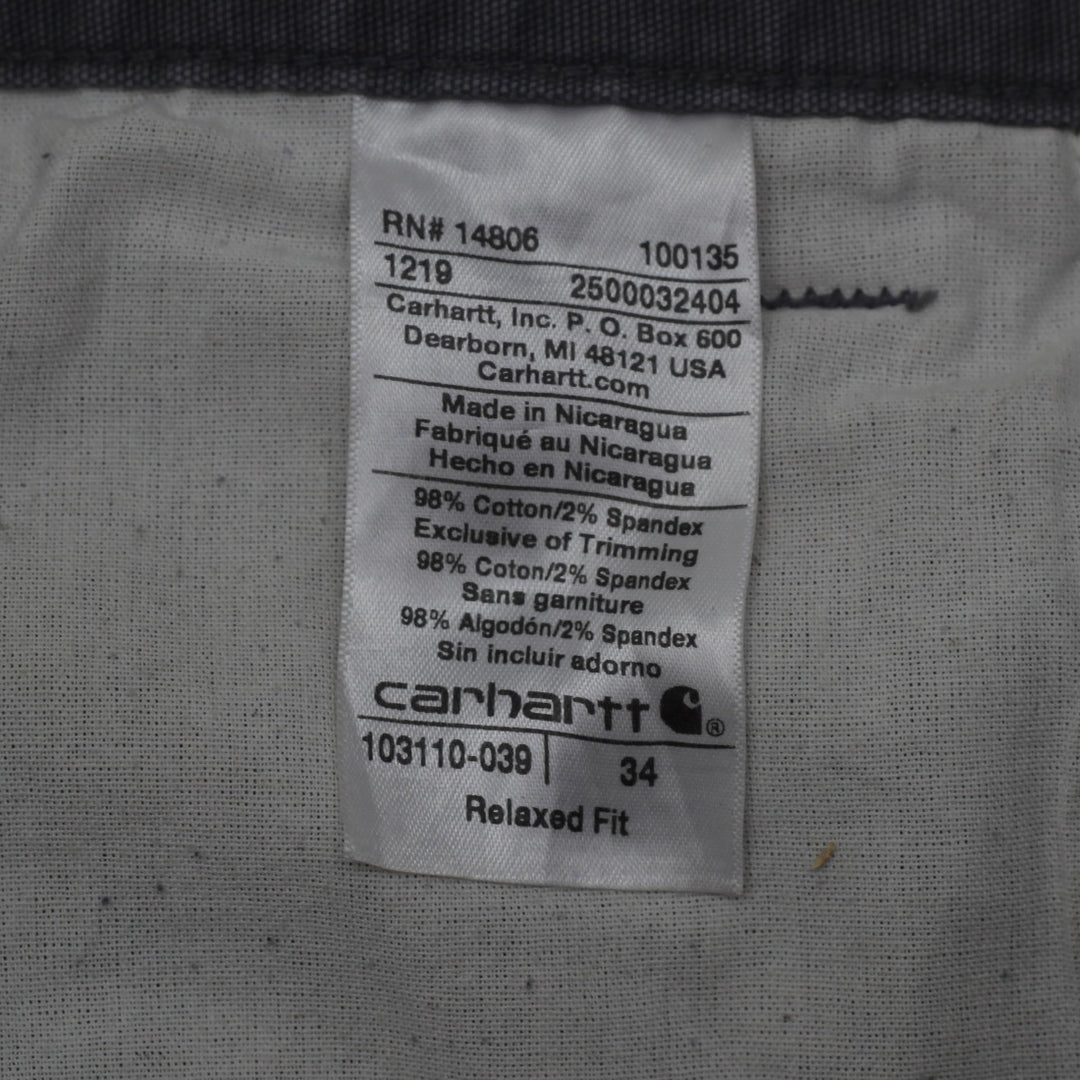 RN# 14806 100135
1219 2500032404
Carhartt, Inc. P. O. Box 600
Dearborn, MI 48121 USA
Carhartt.com
Made in Nicaragua
Fabriqué au Nicaragua
Hecho en Nicaragua
98% Cotton/2% Spandex
Exclusive of Trimming
98% Coton/2% Spandex
Sans garniture
98% Algodón/2% Spandex
Sin incluir adorno
carhartt ®
103110-039 | 34
Relaxed Fit